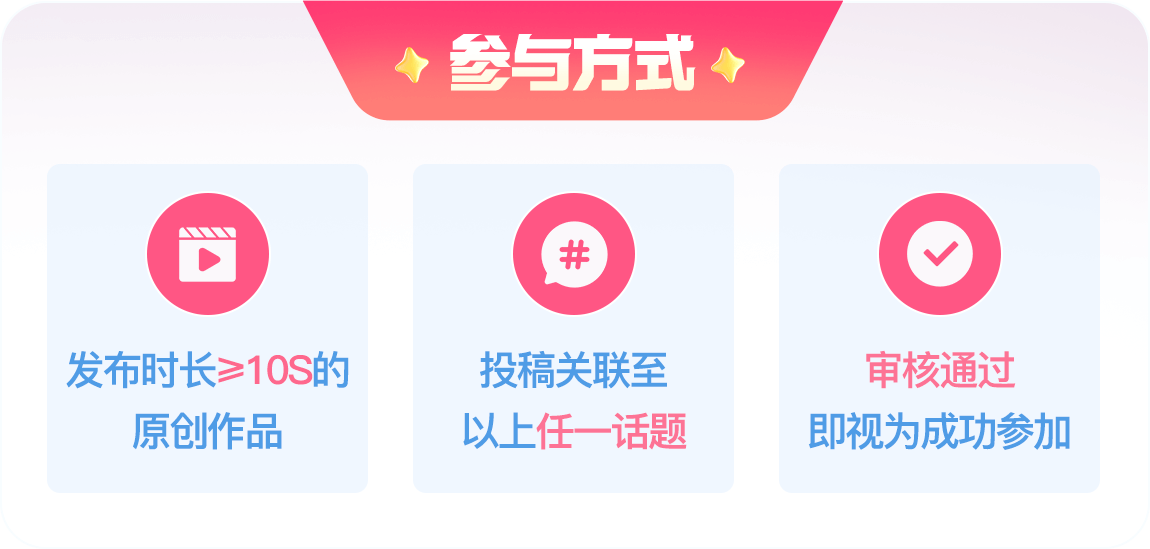 参与方式
发布时长≥10S的
原创作品
投稿关联至
以上任一话题
审核通过
即视为成功参加